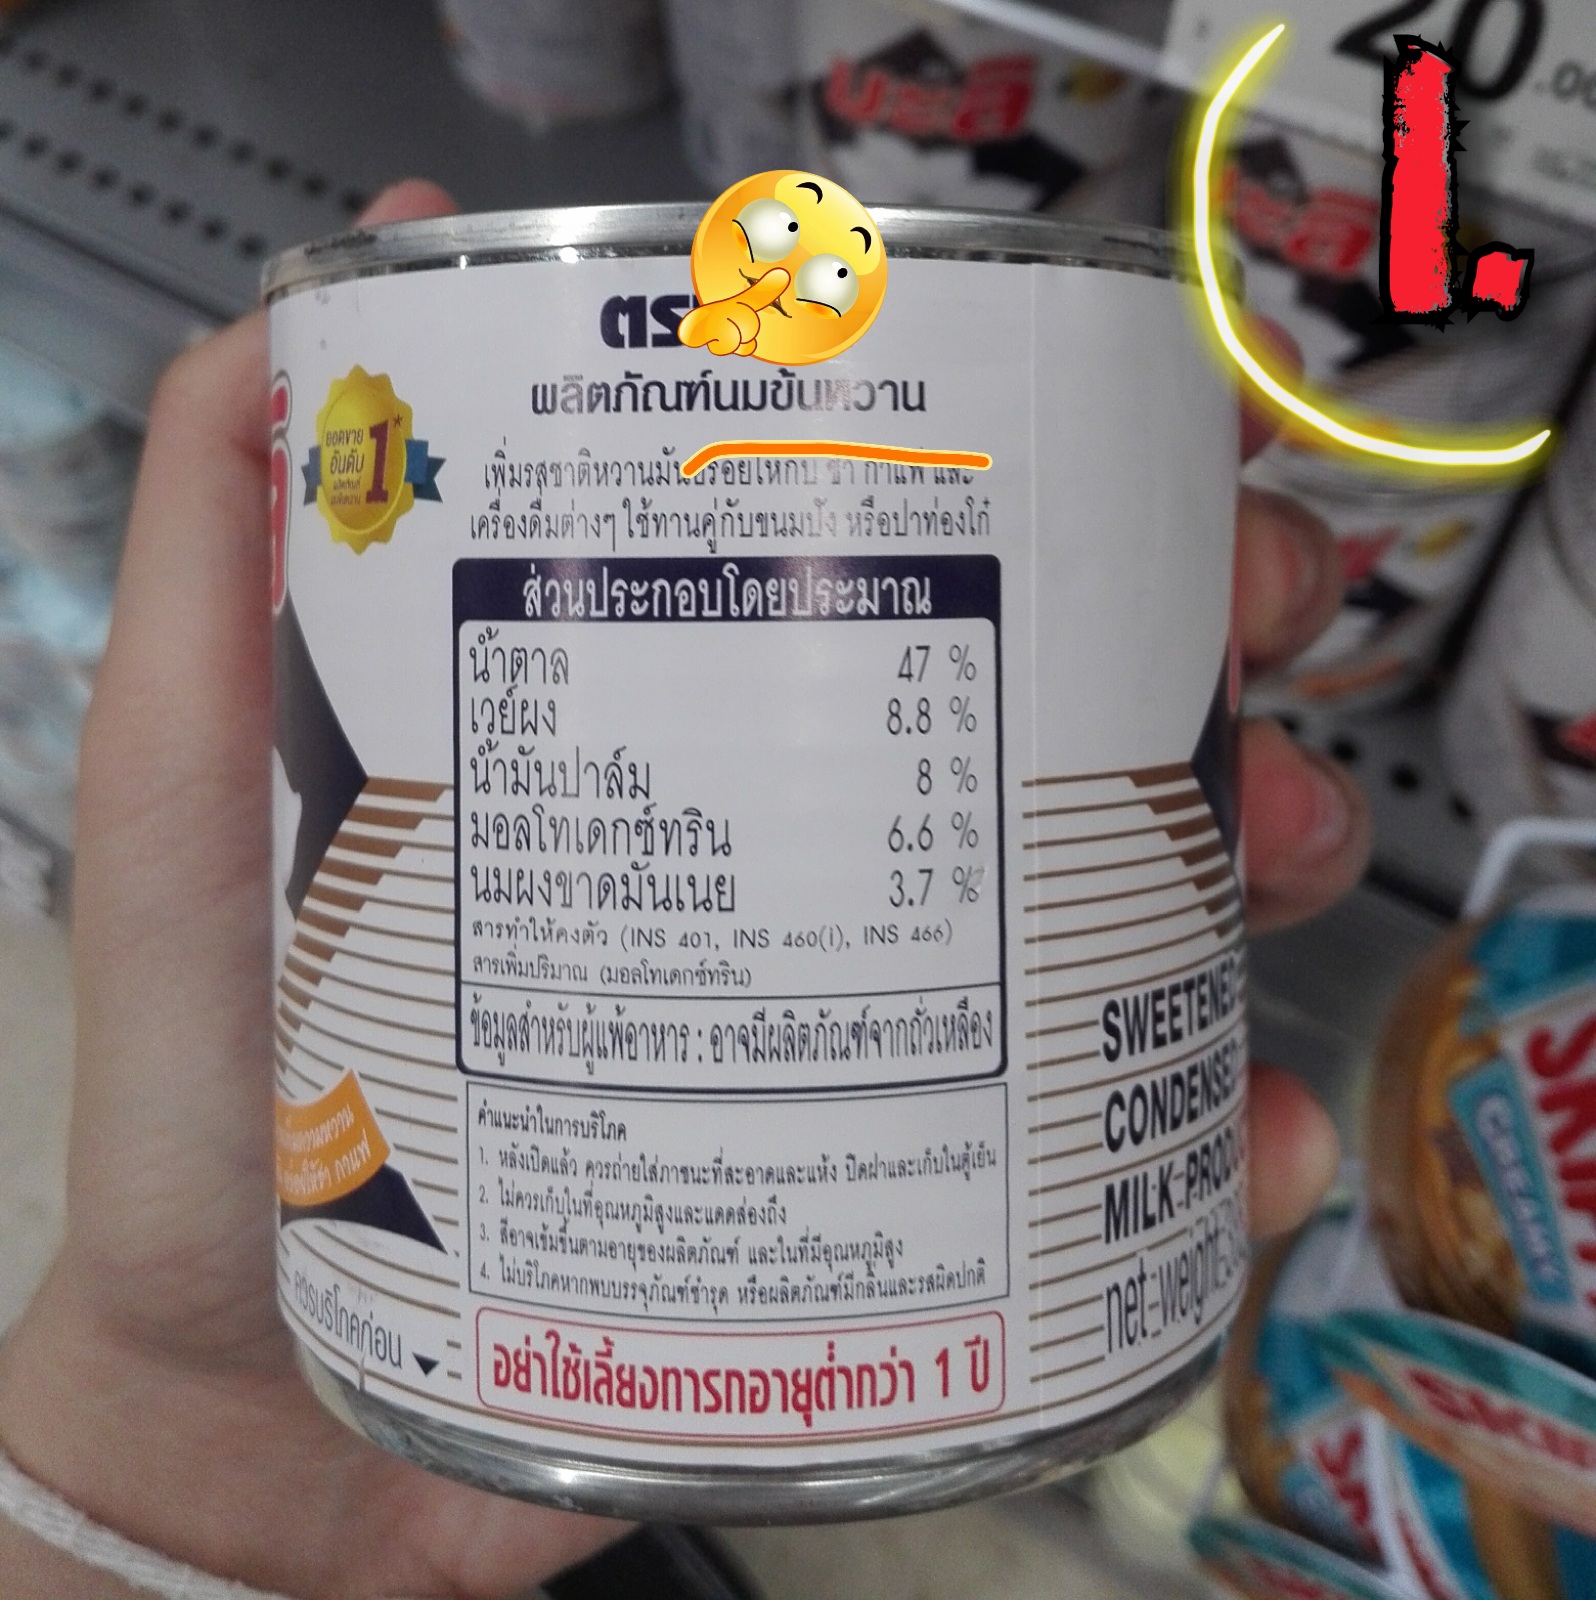 20.00
มะลิ
มะลิ
1.
ยอดขาย
อันดับ
1*
ตร
ผลิตภัณฑ์นมข้นหวาน
เพิ่มรสชาติหวานมันอร่อยให้กับ ชา กาแฟ และ
เครื่องดื่มต่างๆ ใช้ทานคู่กับขนมปัง หรือปาท่องโก๋
ส่วนประกอบโดยประมาณ
น้ำตาล 47 %
เวย์ผง 8.8 %
น้ำมันปาล์ม 8 %
มอลโทเดกซ์ทริน 6.6 %
นมผงขาดมันเนย 3.7 %
สารทำให้คงตัว (INS 401, INS 460(i), INS 466)
สารเพิ่มปริมาณ (มอลโทเดกซ์ทริน)
ข้อมูลสำหรับผู้แพ้อาหาร : อาจมีผลิตภัณฑ์จากถั่วเหลือง
คำแนะนำในการบริโภค
1. หลังเปิดแล้ว ควรถ่ายใส่ภาชนะที่สะอาดและแห้ง ปิดฝาและเก็บในตู้เย็น
2. ไม่ควรเก็บในที่อุณหภูมิสูงและแดดส่องถึง
3. สีอาจเข้มขึ้นตามอายุของผลิตภัณฑ์ และในที่มีอุณหภูมิสูง
4. ไม่บริโภคหากพบบรรจุภัณฑ์ชำรุด หรือผลิตภัณฑ์มีกลิ่นและรสผิดปกติ
อย่าใช้เลี้ยงทารกอายุต่ำกว่า 1 ปี
ควรบริโภคก่อน
SWEETENED
CONDENSED
MILK PRODU
net weight
CREAMY